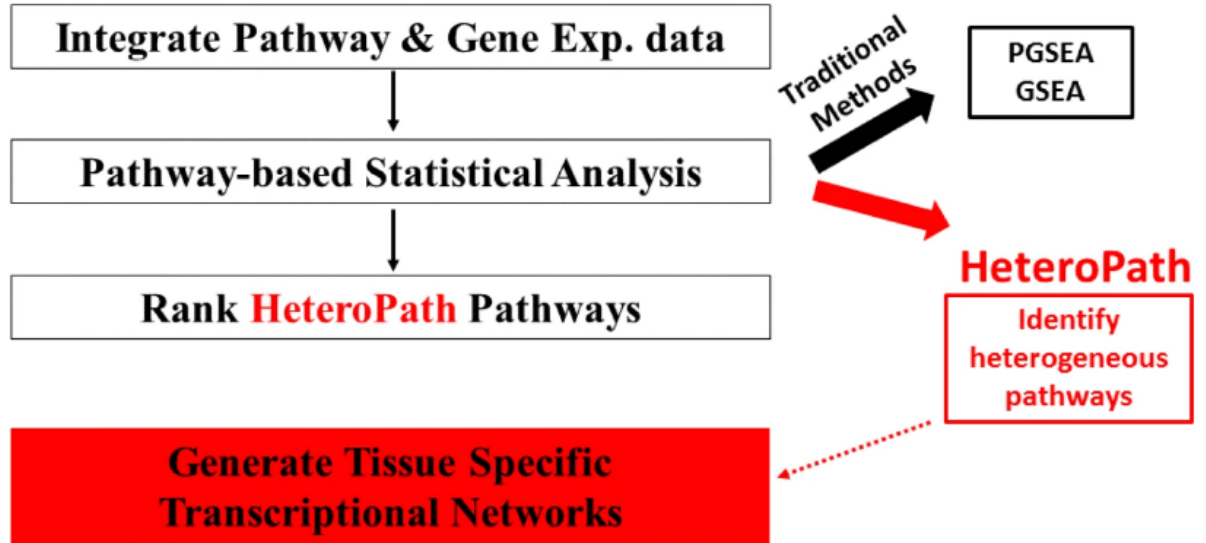 Integrate Pathway & Gene Exp. data
Traditional
Methods
PGSEA
GSEA
Pathway-based Statistical Analysis
HeteroPath
Rank HeteroPath Pathways
Identify
heterogeneous
pathways
Generate Tissue Specific
Transcriptional Networks